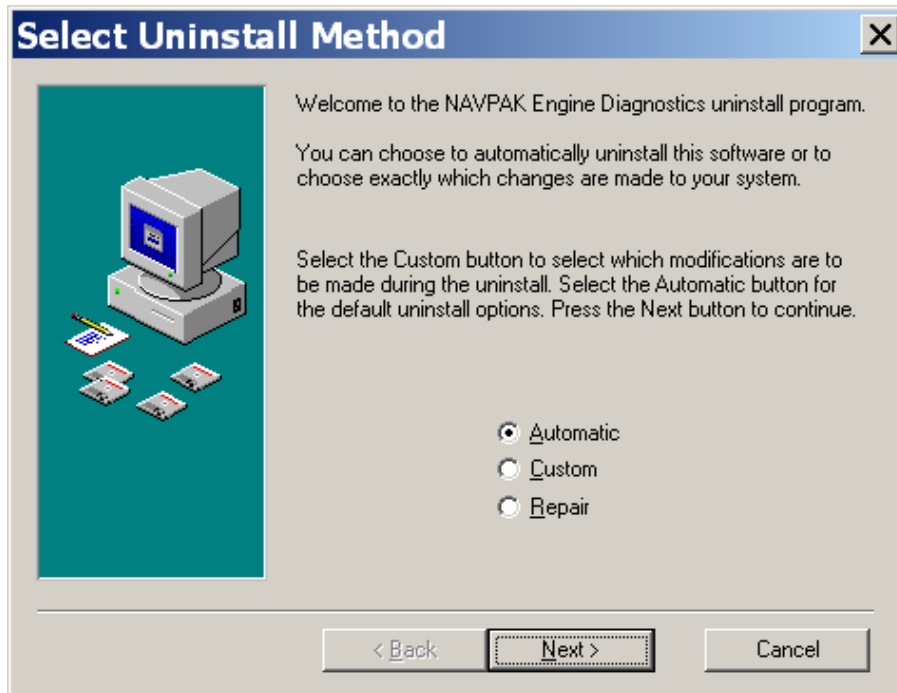 Select Uninstall Method
Welcome to the NAVPAK Engine Diagnostics uninstall program.
You can choose to automatically uninstall this software or to
choose exactly which changes are made to your system.
Select the Custom button to select which modifications are to
be made during the uninstall. Select the Automatic button for
the default uninstall options. Press the Next button to continue.
Automatic
Custom
Repair
< Back
Next >
Cancel